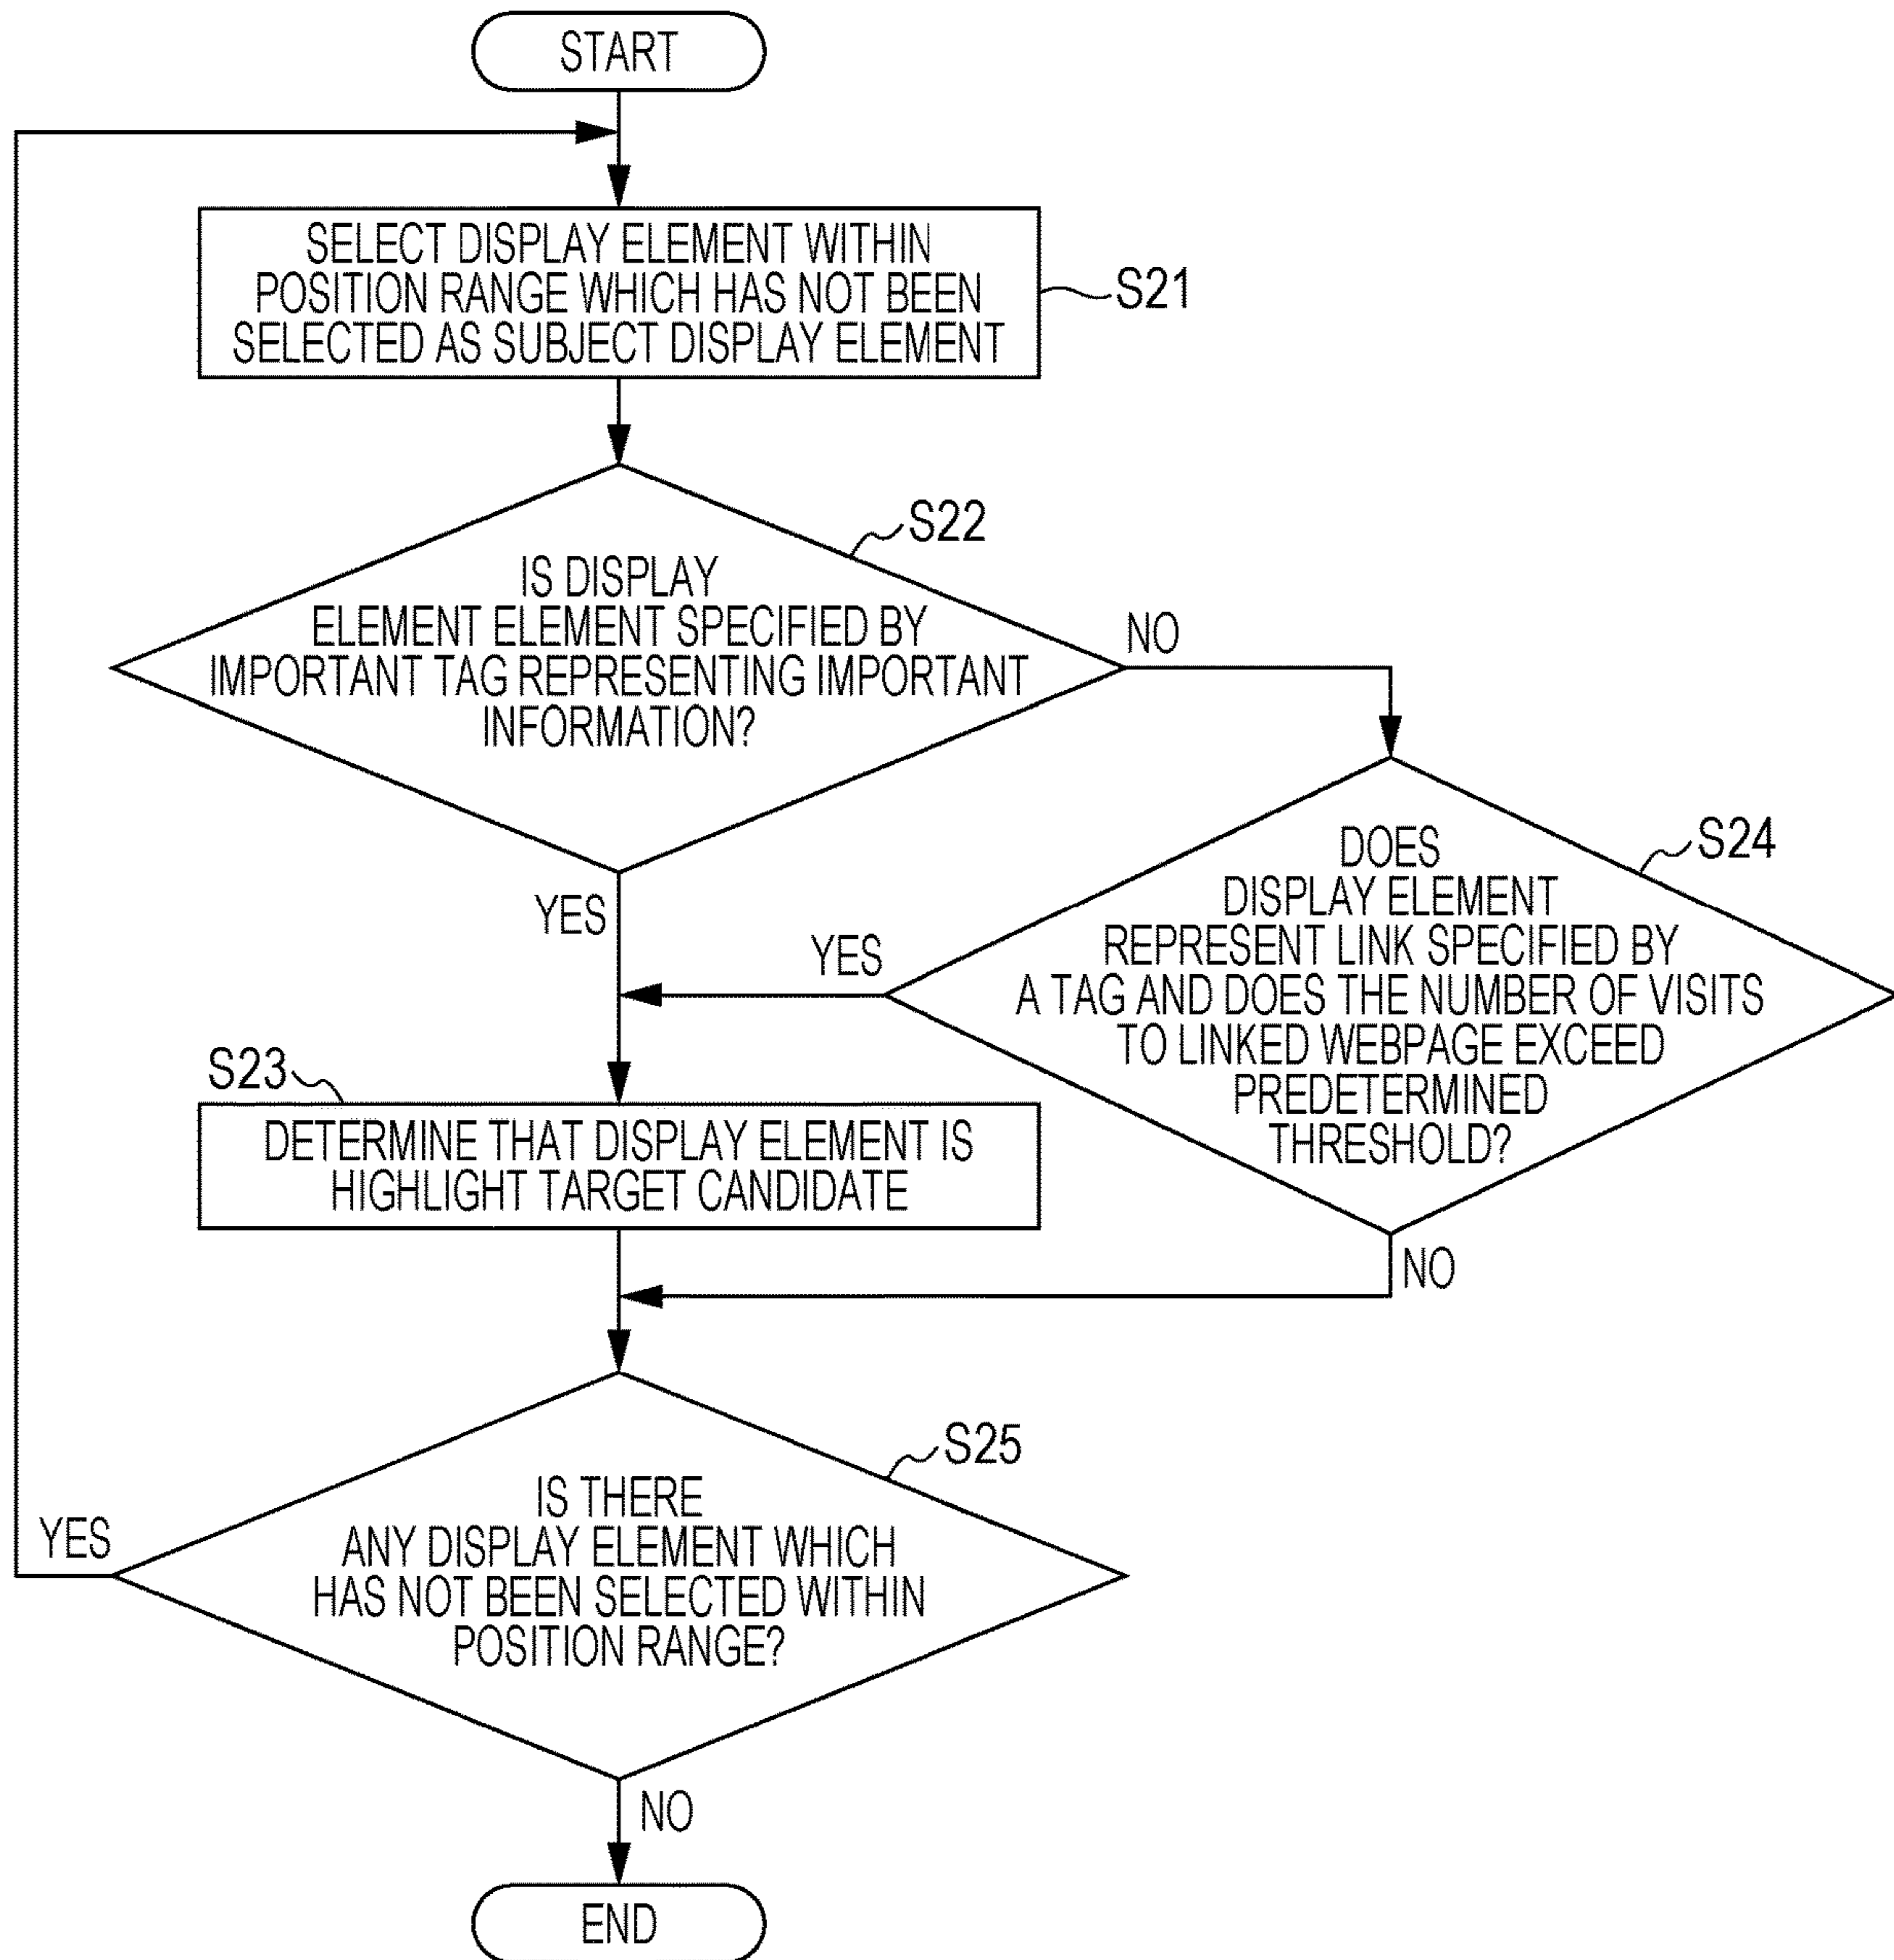 START
SELECT DISPLAY ELEMENT WITHIN
POSITION RANGE WHICH HAS NOT BEEN
SELECTED AS SUBJECT DISPLAY ELEMENT
S21
S22
IS DISPLAY
ELEMENT ELEMENT SPECIFIED BY
IMPORTANT TAG REPRESENTING IMPORTANT
INFORMATION?
NO
YES
S24
DOES
DISPLAY ELEMENT
REPRESENT LINK SPECIFIED BY
A TAG AND DOES THE NUMBER OF VISITS
TO LINKED WEBPAGE EXCEED
PREDETERMINED
THRESHOLD?
YES
NO
S23
DETERMINE THAT DISPLAY ELEMENT IS
HIGHLIGHT TARGET CANDIDATE
S25
IS THERE
ANY DISPLAY ELEMENT WHICH
HAS NOT BEEN SELECTED WITHIN
POSITION RANGE?
YES
NO
END